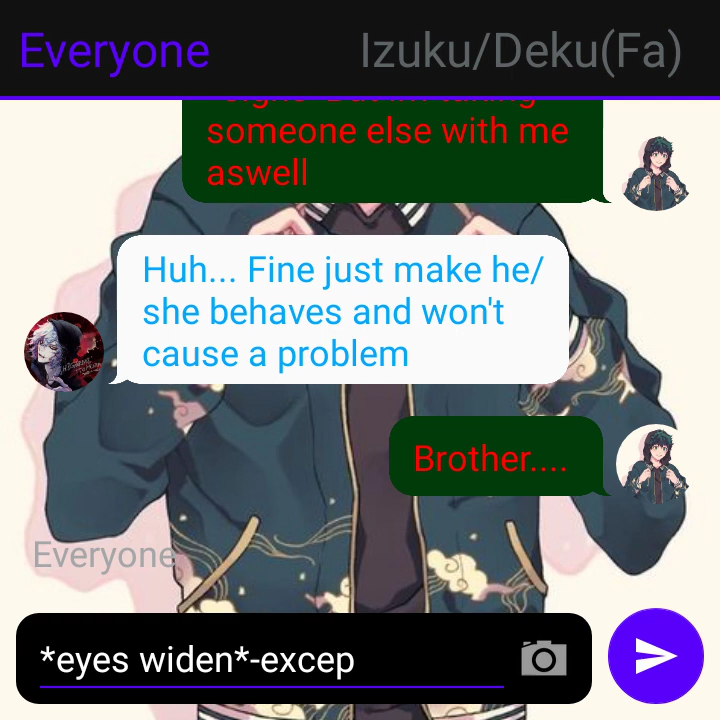 Everyone Izuku/Deku(Fa)
someone else with me
aswell
Huh... Fine just make he/
she behaves and won't
cause a problem
Brother....
Everyone
*eyes widen*-excep